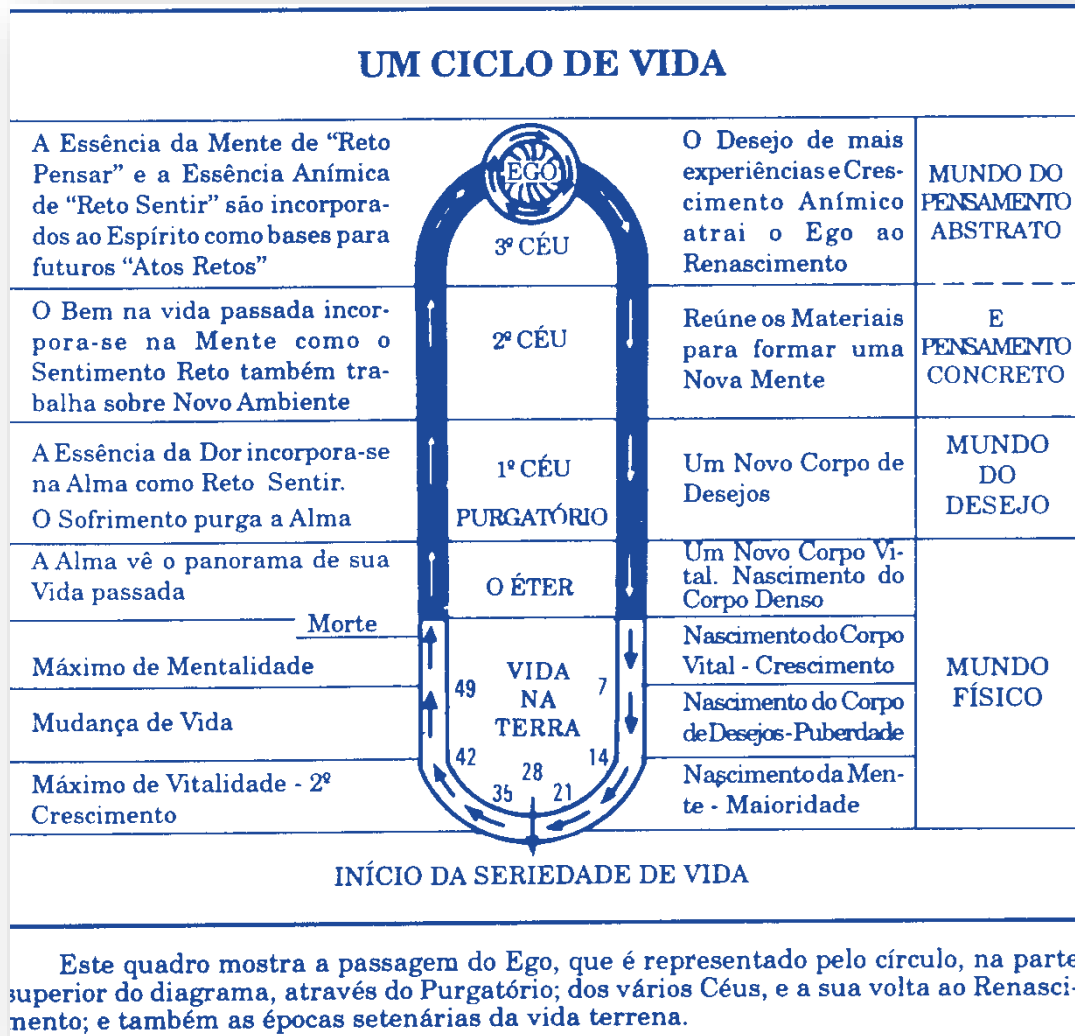 UM CICLO DE VIDA
A Essência da Mente de “Reto
Pensar” e a Essência Anímica
de “Reto Sentir” são incorpora-
dos ao Espírito como bases para
futuros “Atos Retos”
EGO
3º CÉU
O Desejo de mais
experiências e Cres-
cimento Anímico
atrai o Ego ao
Renascimento
MUNDO DO
PENSAMENTO
ABSTRATO
O Bem na vida passada incor-
pora-se na Mente como o
Sentimento Reto também tra-
balha sobre Novo Ambiente
2º CÉU
Reúne os Materiais
para formar uma
Nova Mente
E
PENSAMENTO
CONCRETO
A Essência da Dor incorpora-se
na Alma como Reto Sentir.
O Sofrimento purga a Alma
1º CÉU
PURGATÓRIO
Um Novo Corpo de
Desejos
MUNDO
DO
DESEJO
A Alma vê o panorama de sua
Vida passada
O ÉTER
Um Novo Corpo Vi-
tal. Nascimento do
Corpo Denso
Morte
Máximo de Mentalidade
49
VIDA
NA
TERRA
7
Nascimento do Corpo
Vital - Crescimento
MUNDO
FÍSICO
Mudança de Vida
42
14
Nascimento do Corpo
de Desejos - Puberdade
Máximo de Vitalidade - 2º
Crescimento
35
28
21
Nascimento da Men-
te - Maioridade
INÍCIO DA SERIEDADE DE VIDA
Este quadro mostra a passagem do Ego, que é representado pelo círculo, na parte
superior do diagrama, através do Purgatório; dos vários Céus, e a sua volta ao Renasci-
mento; e também as épocas setenárias da vida terrena.